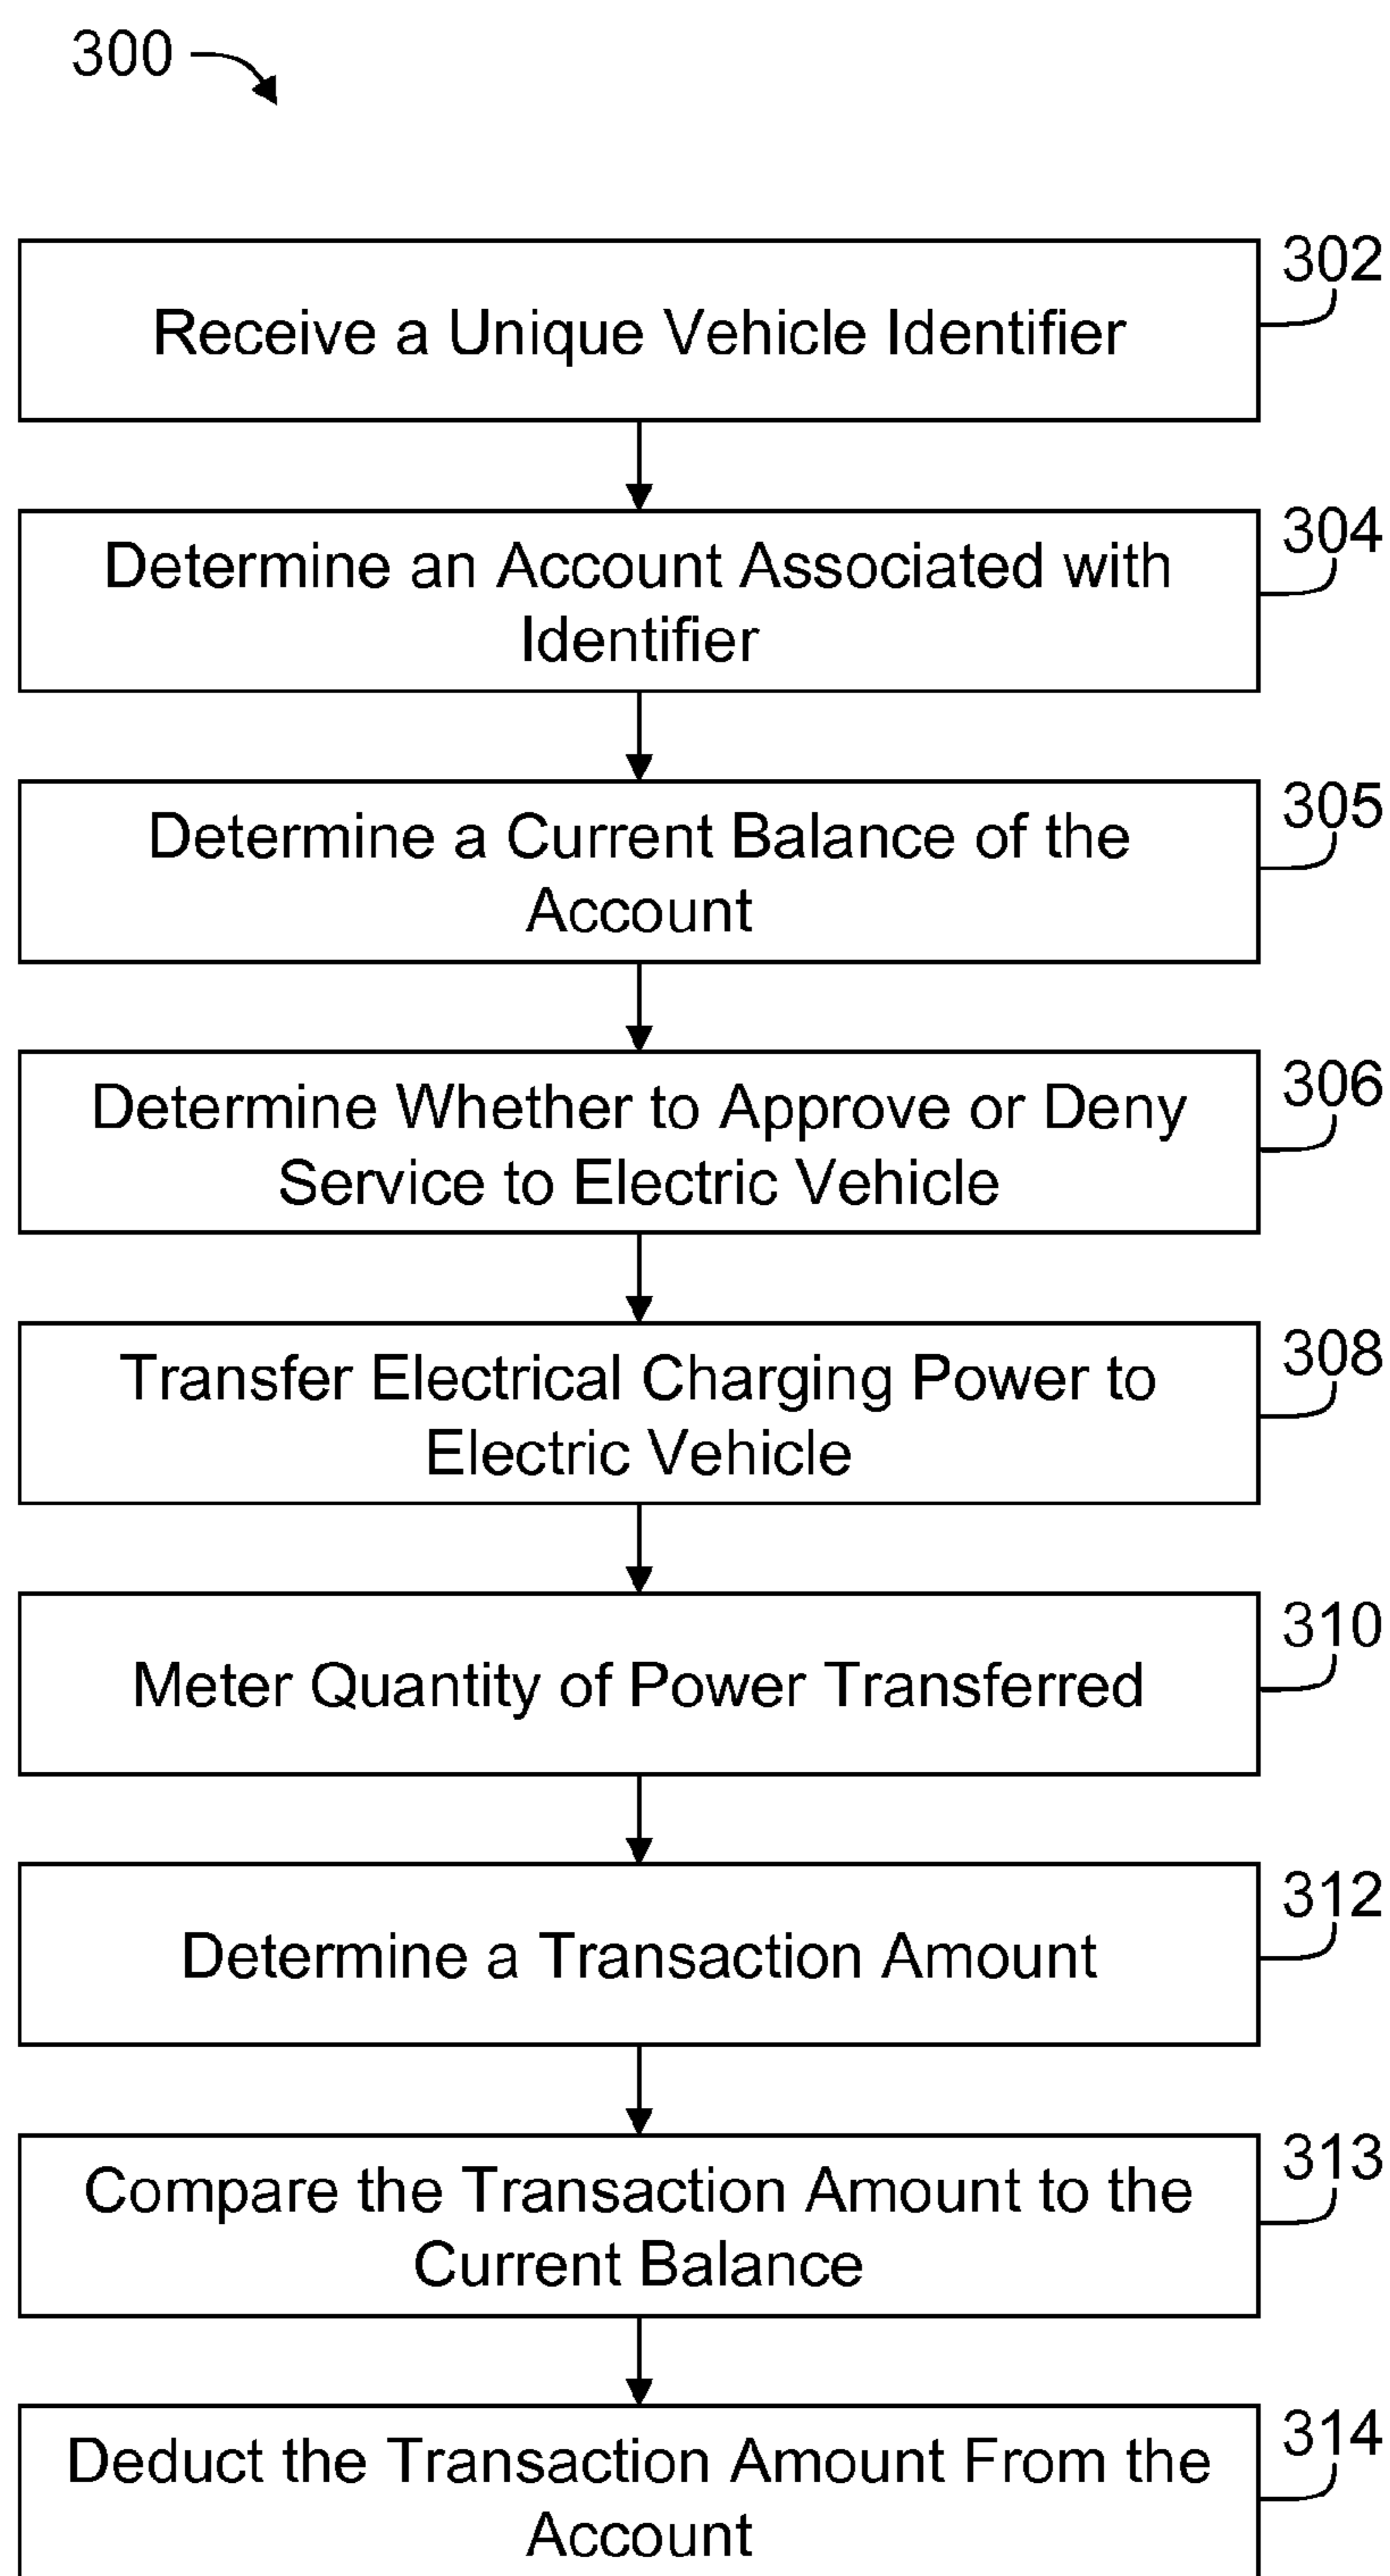 300
302
Receive a Unique Vehicle Identifier
304
Determine an Account Associated with
Identifier
305
Determine a Current Balance of the
Account
306
Determine Whether to Approve or Deny
Service to Electric Vehicle
308
Transfer Electrical Charging Power to
Electric Vehicle
310
Meter Quantity of Power Transferred
312
Determine a Transaction Amount
313
Compare the Transaction Amount to the
Current Balance
314
Deduct the Transaction Amount From the
Account